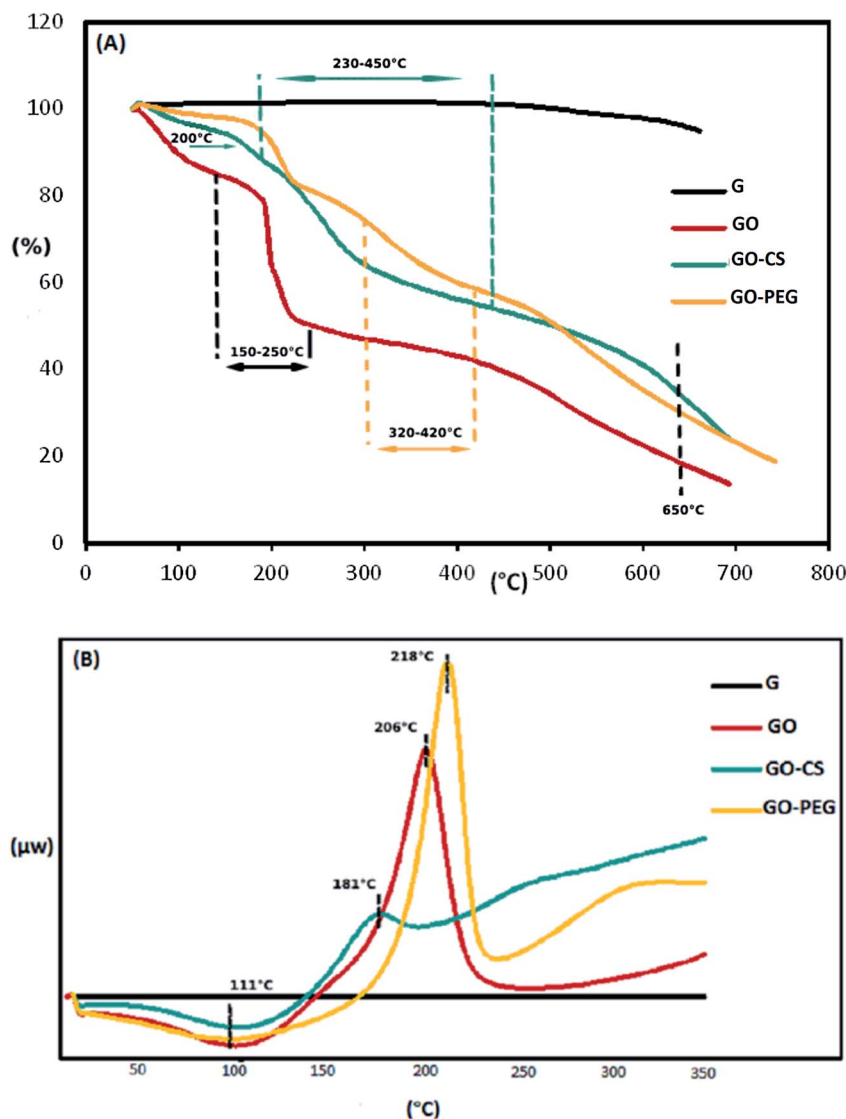 120
(A)
230-450°C
100
200°C
80
G
GO
(%)
GO-CS
60
GO-PEG
150-250°C
40
320-420°C
20
650°C
0
0 100 200 300 400 500 600 700 800
(°C)
(B)
218°C
G
206°C
GO
GO-CS
GO-PEG
(µw)
181°C
111°C
50 100 150 200 250 300 350
(°C)